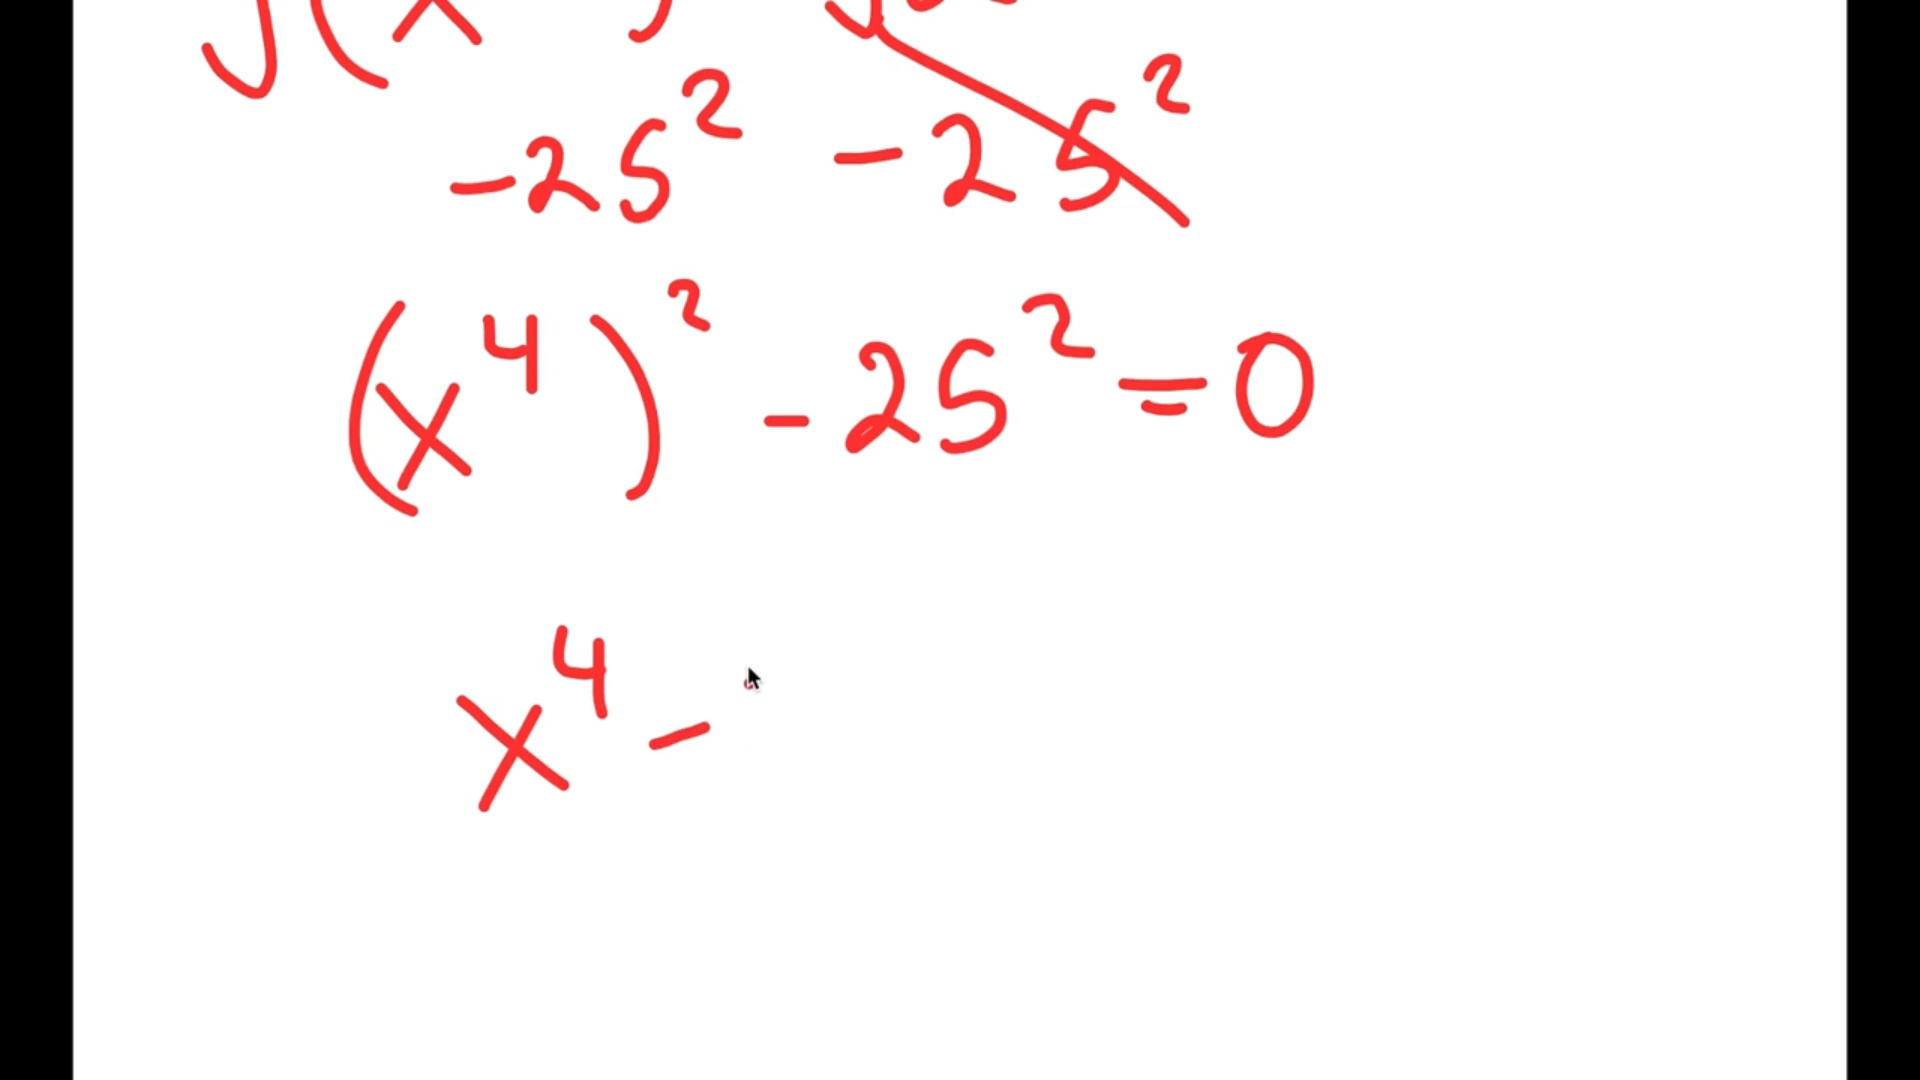 √(x )
-25² -25²
(x⁴)² - 25² = 0
x⁴ -